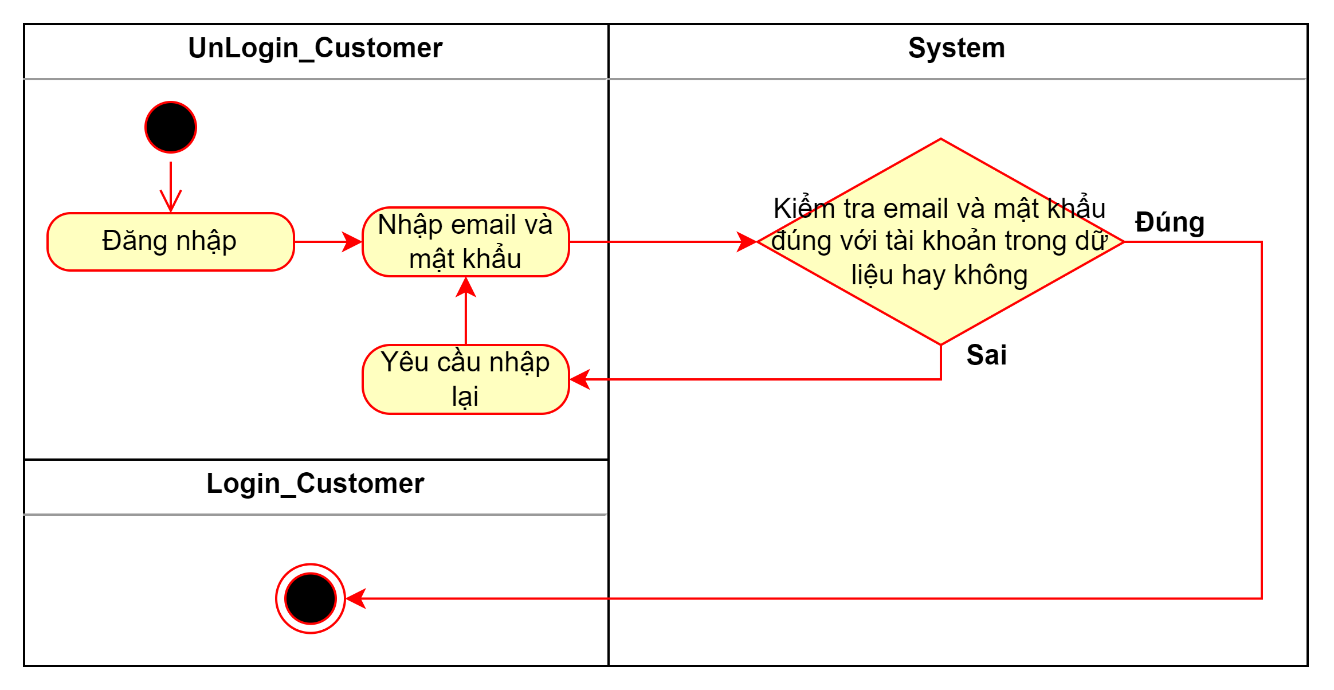 UnLogin_Customer
System
Đăng nhập
Nhập email và
mật khẩu
Kiểm tra email và mật khẩu
đúng với tài khoản trong dữ
liệu hay không
Đúng
Sai
Yêu cầu nhập
lại
Login_Customer